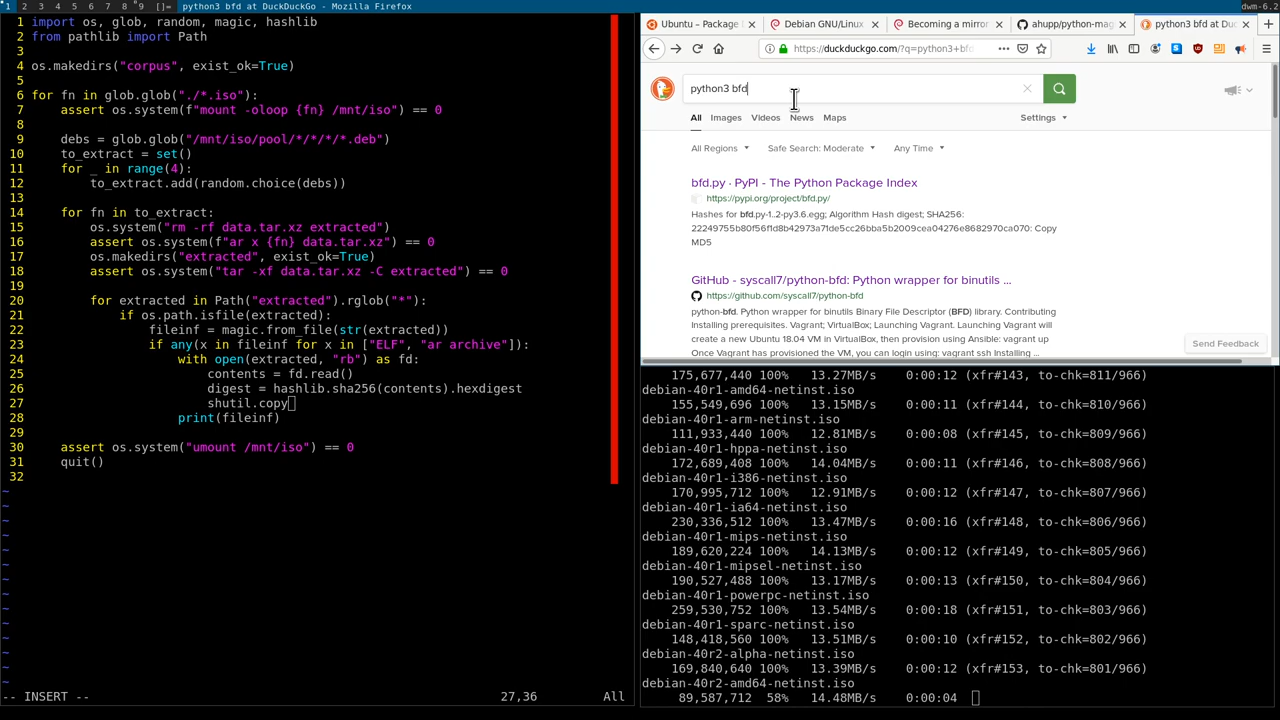 1 2 3 4 5 6 7 8 9 []= python3 bfd at DuckDuckGo - Mozilla Firefox dwm-6.2
1 import os, glob, random, magic, hashlib
2 from pathlib import Path
3
4 os.makedirs("corpus", exist_ok=True)
5
6 for fn in glob.glob("./*.iso"):
7     assert os.system(f"mount -oloop {fn} /mnt/iso") == 0
8
9     debs = glob.glob("/mnt/iso/pool/*/*/*/*.deb")
10     to_extract = set()
11     for _ in range(4):
12         to_extract.add(random.choice(debs))
13
14     for fn in to_extract:
15         os.system("rm -rf data.tar.xz extracted")
16         assert os.system(f"ar x {fn} data.tar.xz") == 0
17         os.makedirs("extracted", exist_ok=True)
18         assert os.system("tar -xf data.tar.xz -C extracted") == 0
19
20         for extracted in Path("extracted").rglob("*"):
21             if os.path.isfile(extracted):
22                 fileinf = magic.from_file(str(extracted))
23                 if any(x in fileinf for x in ["ELF", "ar archive"]):
24                     with open(extracted, "rb") as fd:
25                         contents = fd.read()
26                         digest = hashlib.sha256(contents).hexdigest
27                         shutil.copy
28                     print(fileinf)
29
30     assert os.system("umount /mnt/iso") == 0
31     quit()
32
~
~
~
~
~
~
~
~
~
~
~
~
~
~
-- INSERT -- 27,36 All
Ubuntu – Package
Debian GNU/Linux
Becoming a mirror
ahupp/python-mag
python3 bfd at Du
https://duckduckgo.com/?q=python3+bfd
python3 bfd
All Images Videos News Maps Settings
All Regions Safe Search: Moderate Any Time
bfd.py · PyPI - The Python Package Index
https://pypi.org/project/bfd.py/
Hashes for bfd.py-1..2-py3.6.egg; Algorithm Hash digest; SHA256:
22249755b80f56f1d8b42973a71de5cc26bba5b2009cea04276e8682970ca070: Copy
MD5
GitHub - syscall7/python-bfd: Python wrapper for binutils ...
https://github.com/syscall7/python-bfd
python-bfd. Python wrapper for binutils Binary File Descriptor (BFD) library. Contributing
Installing prerequisites. Vagrant; VirtualBox; Launching Vagrant. Launching Vagrant will
create a new Ubuntu 18.04 VM in VirtualBox, then provision using Ansible: vagrant up
Once Vagrant has provisioned the VM, you can login using: vagrant ssh Installing ...
Send Feedback
175,677,440 100% 13.27MB/s 0:00:12 (xfr#143, to-chk=811/966)
debian-40r1-amd64-netinst.iso
155,549,696 100% 13.15MB/s 0:00:11 (xfr#144, to-chk=810/966)
debian-40r1-arm-netinst.iso
111,933,440 100% 12.81MB/s 0:00:08 (xfr#145, to-chk=809/966)
debian-40r1-hppa-netinst.iso
172,689,408 100% 14.04MB/s 0:00:11 (xfr#146, to-chk=808/966)
debian-40r1-i386-netinst.iso
170,995,712 100% 12.91MB/s 0:00:12 (xfr#147, to-chk=807/966)
debian-40r1-ia64-netinst.iso
230,336,512 100% 13.47MB/s 0:00:16 (xfr#148, to-chk=806/966)
debian-40r1-mips-netinst.iso
189,620,224 100% 14.13MB/s 0:00:12 (xfr#149, to-chk=805/966)
debian-40r1-mipsel-netinst.iso
190,527,488 100% 13.17MB/s 0:00:13 (xfr#150, to-chk=804/966)
debian-40r1-powerpc-netinst.iso
259,530,752 100% 13.54MB/s 0:00:18 (xfr#151, to-chk=803/966)
debian-40r1-sparc-netinst.iso
148,418,560 100% 13.51MB/s 0:00:10 (xfr#152, to-chk=802/966)
debian-40r2-alpha-netinst.iso
169,840,640 100% 13.39MB/s 0:00:12 (xfr#153, to-chk=801/966)
debian-40r2-amd64-netinst.iso
89,587,712 58% 14.48MB/s 0:00:04